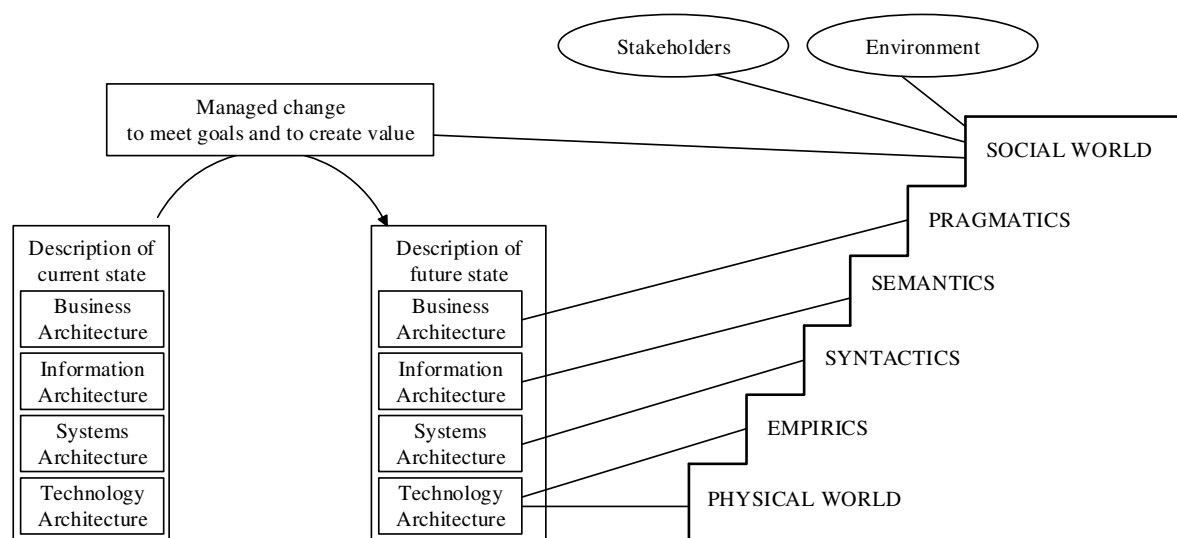 Stakeholders
Environment
Managed change
to meet goals and to create value
SOCIAL WORLD
PRAGMATICS
SEMANTICS
SYNTACTICS
EMPIRICS
PHYSICAL WORLD
Description of
current state
Business
Architecture
Information
Architecture
Systems
Architecture
Technology
Architecture
Description of
future state
Business
Architecture
Information
Architecture
Systems
Architecture
Technology
Architecture